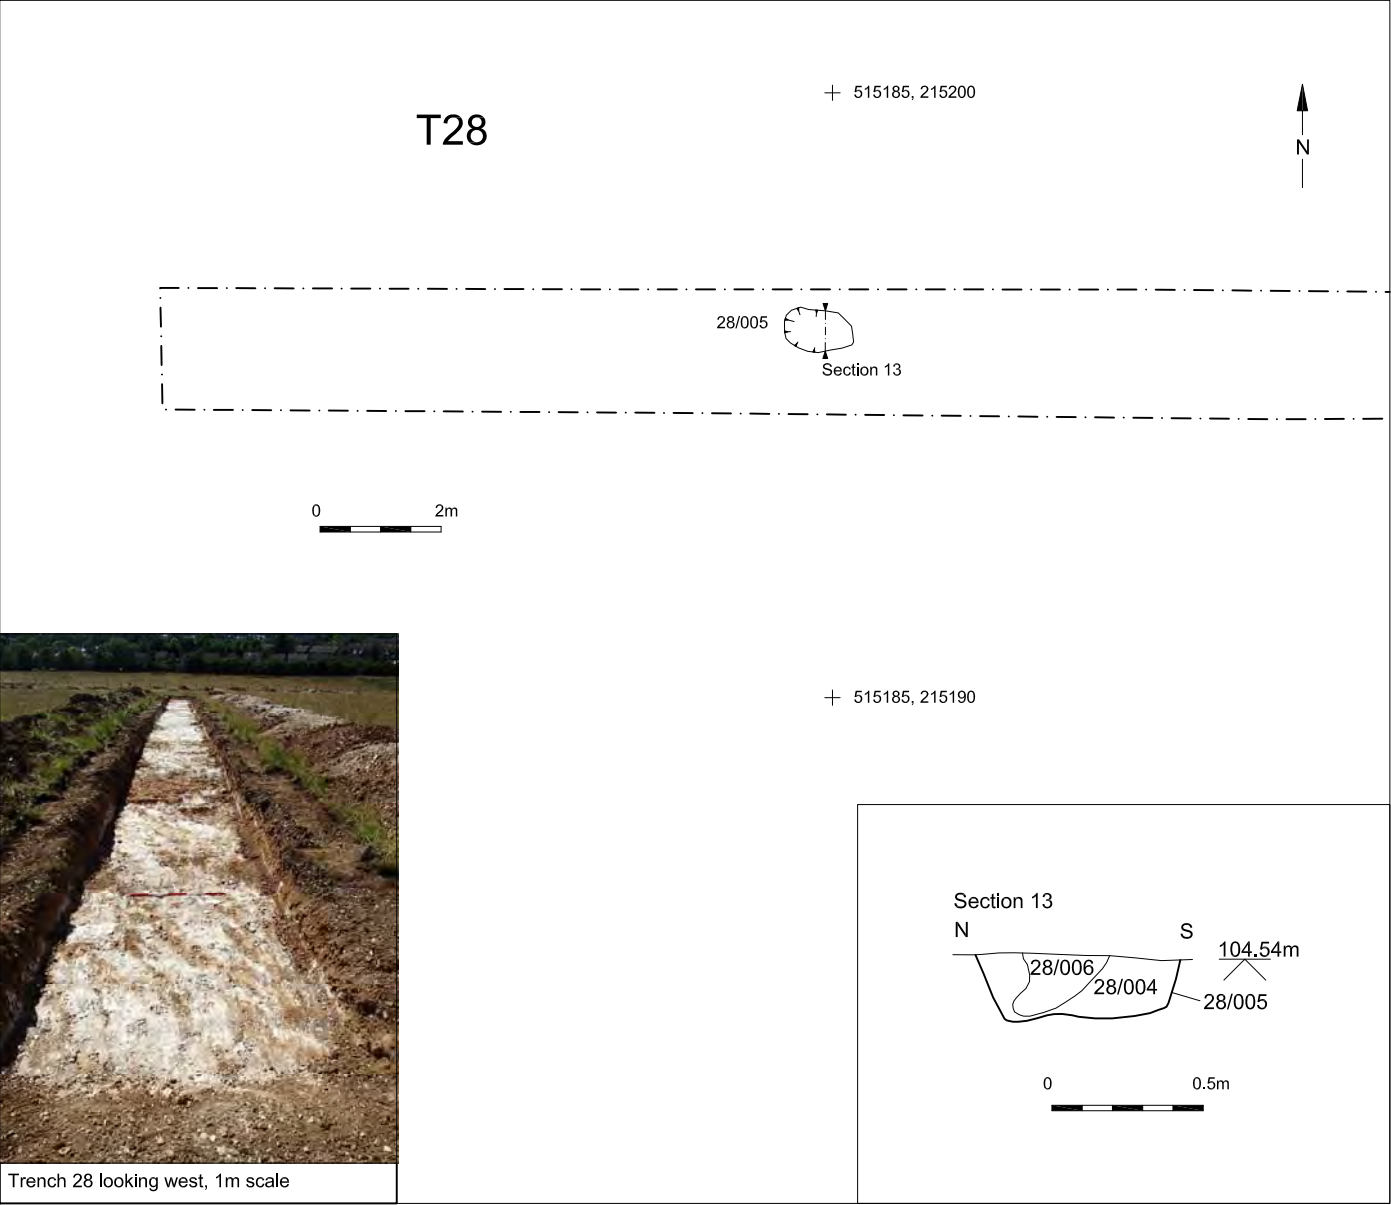 515185, 215200
T28
N
28/005
Section 13
0 2m
515185, 215190
Section 13
N S
104.54m
28/006
28/004
28/005
0 0.5m
Trench 28 looking west, 1m scale